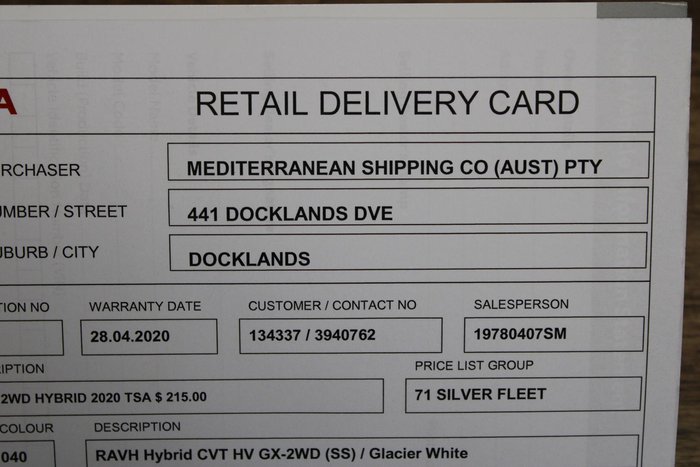 A RETAIL DELIVERY CARD
RCHASER MEDITERRANEAN SHIPPING CO (AUST) PTY
UMBER / STREET 441 DOCKLANDS DVE
UBURB / CITY DOCKLANDS
TION NO WARRANTY DATE CUSTOMER / CONTACT NO SALESPERSON
28.04.2020 134337 / 3940762 19780407SM
IPTION PRICE LIST GROUP
2WD HYBRID 2020 TSA $ 215.00 71 SILVER FLEET
COLOUR DESCRIPTION
040 RAVH Hybrid CVT HV GX-2WD (SS) / Glacier White